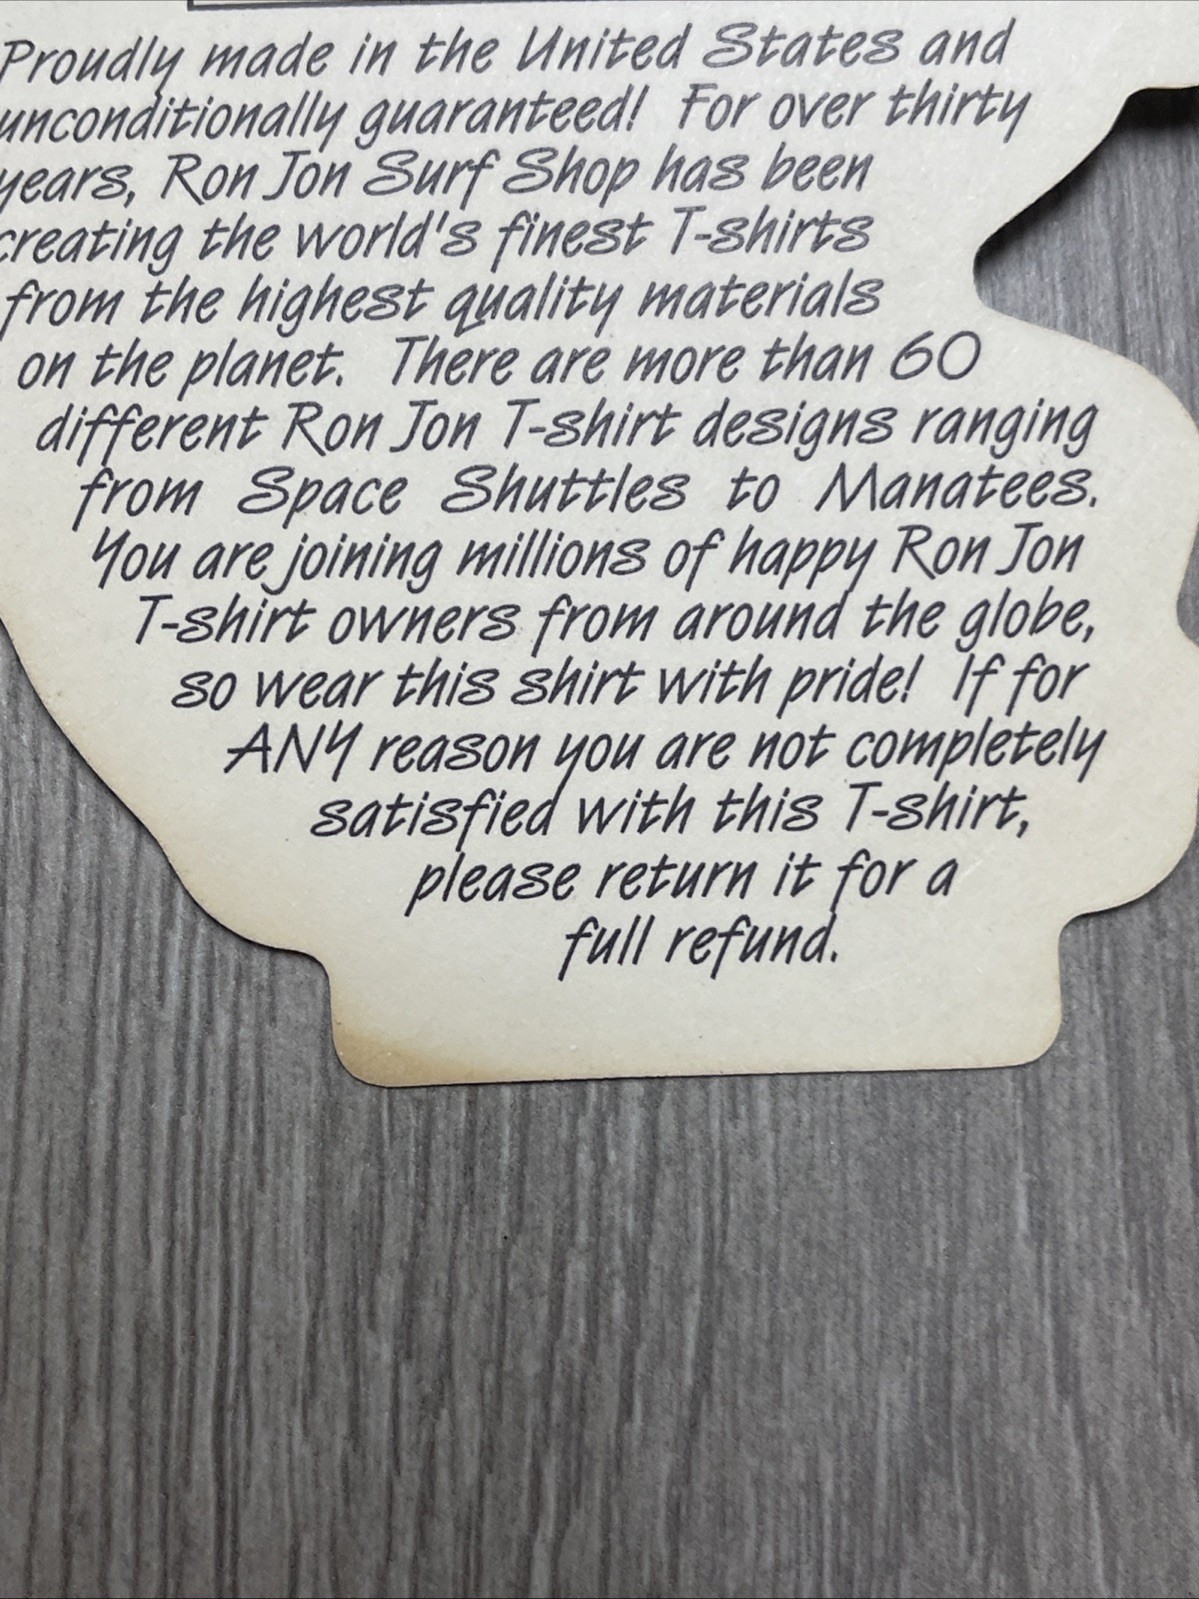 Proudly made in the United States and
unconditionally guaranteed! For over thirty
years, Ron Jon Surf Shop has been
creating the world's finest T-shirts
from the highest quality materials
on the planet. There are more than 60
different Ron Jon T-shirt designs ranging
from Space Shuttles to Manatees.
You are joining millions of happy Ron Jon
T-shirt owners from around the globe,
so wear this shirt with pride! If for
ANY reason you are not completely
satisfied with this T-shirt,
please return it for a
full refund.